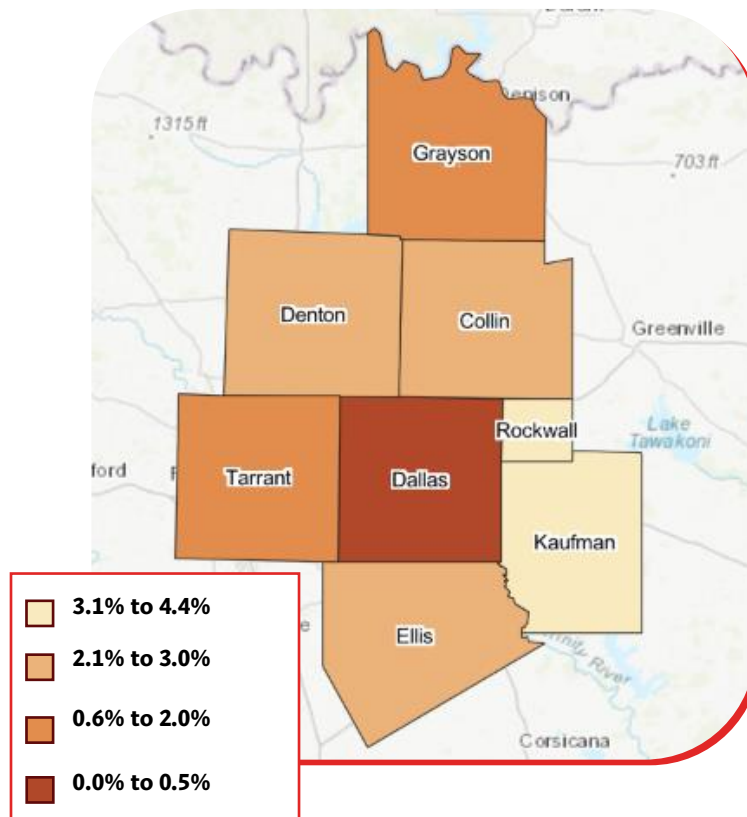 Denison
1315 ft
Grayson
703 ft
Denton
Collin
Greenville
Rockwall
Lake
Tawakoni
ford
Tarrant
Dallas
Kaufman
Ellis
River
Corsicana
3.1% to 4.4%
2.1% to 3.0%
0.6% to 2.0%
0.0% to 0.5%